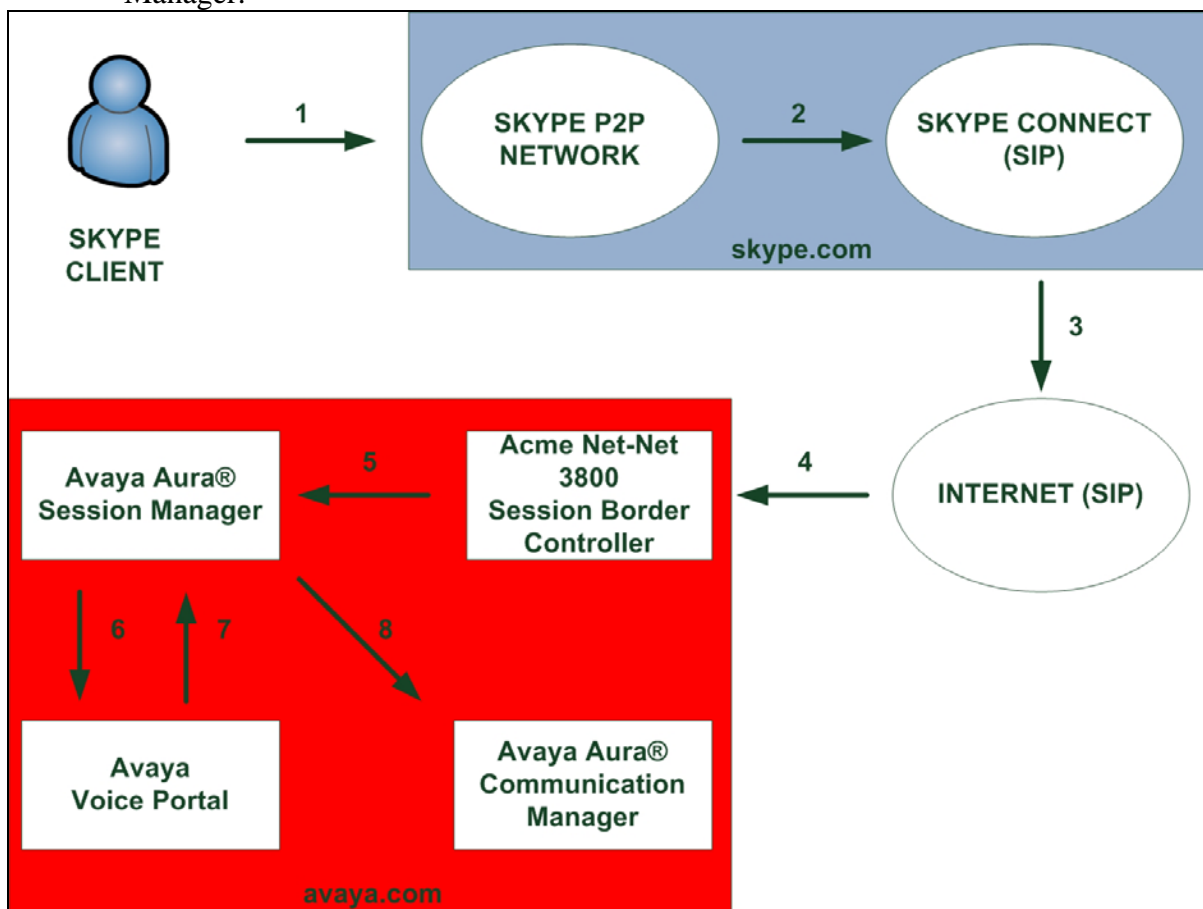 Manager.
1
SKYPE P2P
NETWORK
2
SKYPE CONNECT
(SIP)
SKYPE
CLIENT
skype.com
3
Avaya Aura®
Session Manager
5
Acme Net-Net
3800
Session Border
Controller
4
INTERNET (SIP)
6
7
8
Avaya
Voice Portal
Avaya Aura®
Communication
Manager
avaya.com